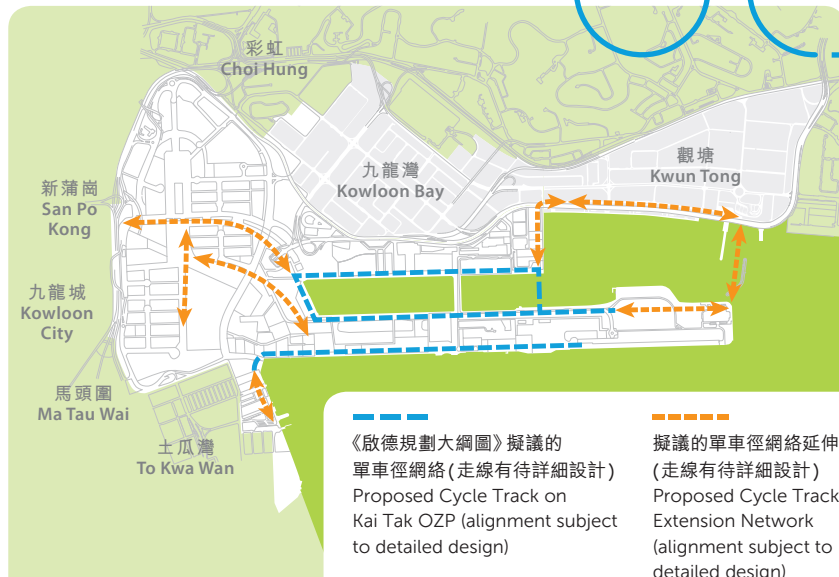 彩虹
Choi Hung
九龍灣
Kowloon Bay
觀塘
Kwun Tong
新蒲崗
San Po
Kong
九龍城
Kowloon
City
馬頭圍
Ma Tau Wai
土瓜灣
To Kwa Wan
《啟德規劃大綱圖》擬議的
單車徑網絡(走線有待詳細設計)
Proposed Cycle Track on
Kai Tak OZP (alignment subject
to detailed design)
擬議的單車徑網絡延伸
(走線有待詳細設計)
Proposed Cycle Track
Extension Network
(alignment subject to
detailed design)